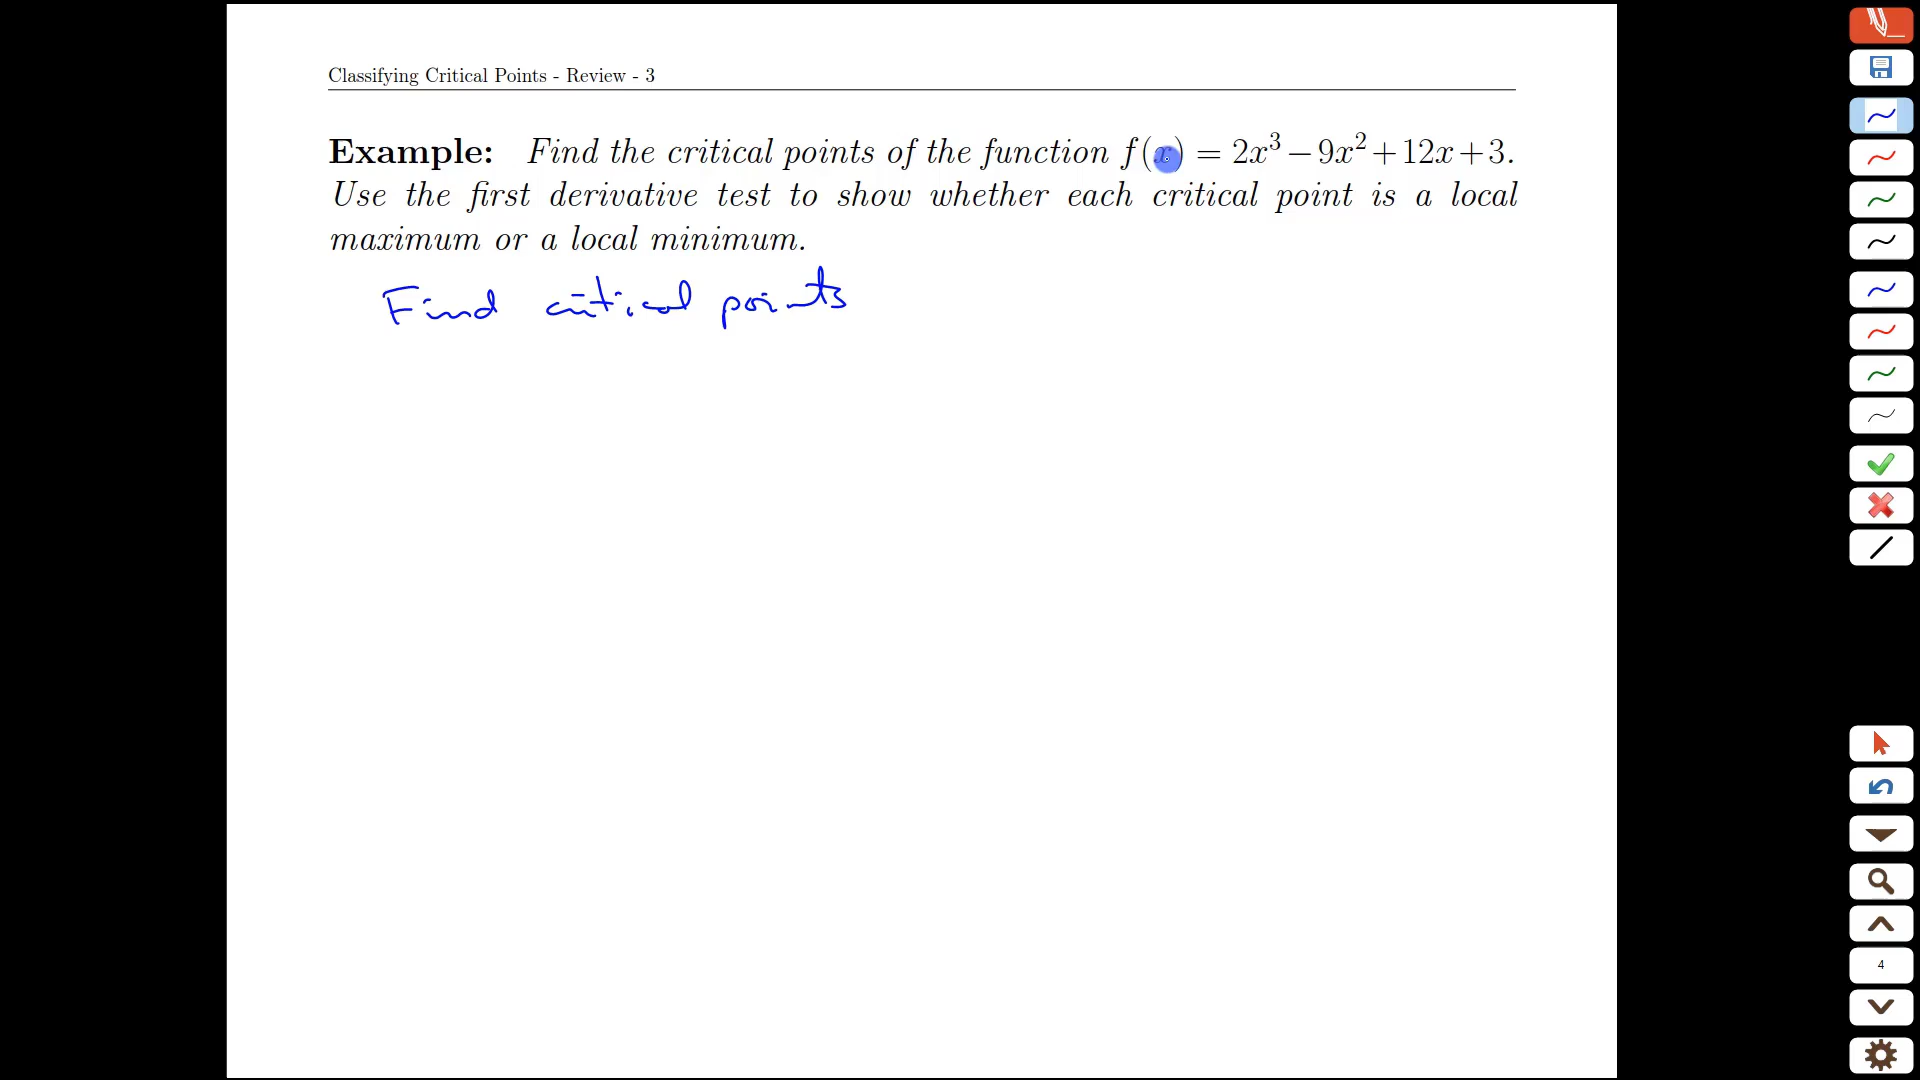 Classifying Critical Points - Review - 3
Example: Find the critical points of the function f(x) = 2x³ − 9x² + 12x + 3.
Use the first derivative test to show whether each critical point is a local
maximum or a local minimum.
Find critical points
4